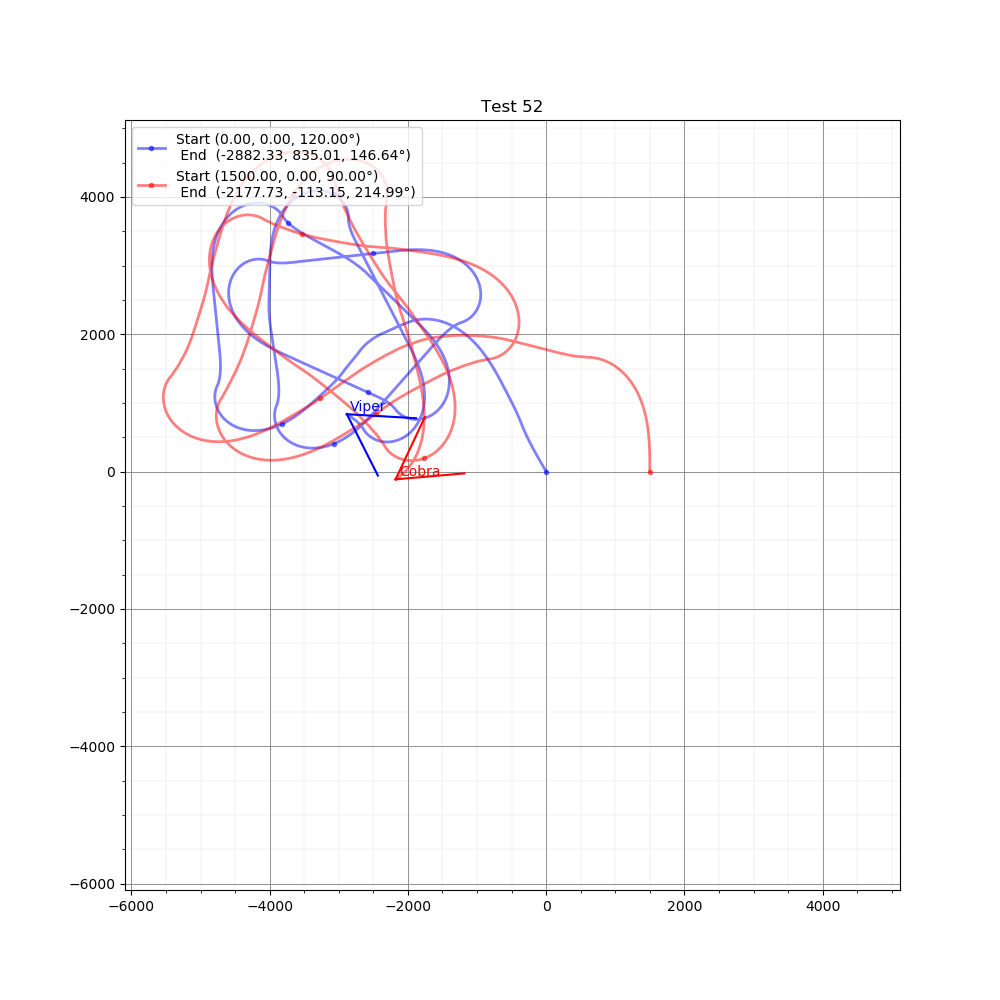 Test 52
Start (0.00, 0.00, 120.00°)
End  (-2882.33, 835.01, 146.64°)
Start (1500.00, 0.00, 90.00°)
End  (-2177.73, -113.15, 214.99°)
4000
2000
0
−2000
−4000
−6000
Viper
Cobra
−6000
−4000
−2000
0
2000
4000